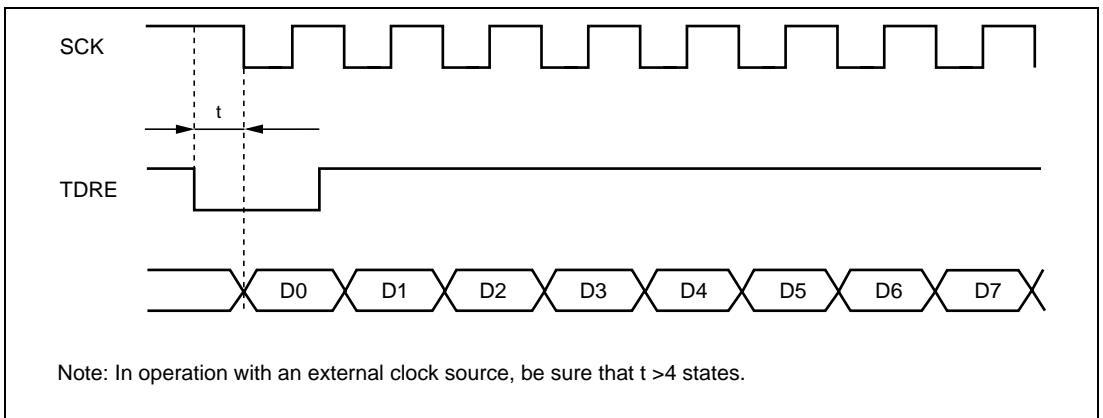 SCK
t
TDRE
D0 D1 D2 D3 D4 D5 D6 D7
Note: In operation with an external clock source, be sure that t >4 states.